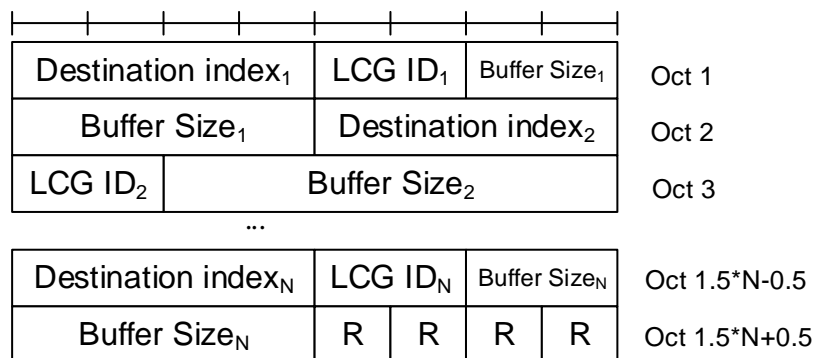 Destination index₁ LCG ID₁ Buffer Size₁ Oct 1
Buffer Size₁ Destination index₂ Oct 2
LCG ID₂ Buffer Size₂ Oct 3
...
Destination indexN LCG IDN Buffer SizeN Oct 1.5*N-0.5
Buffer SizeN R R R R Oct 1.5*N+0.5